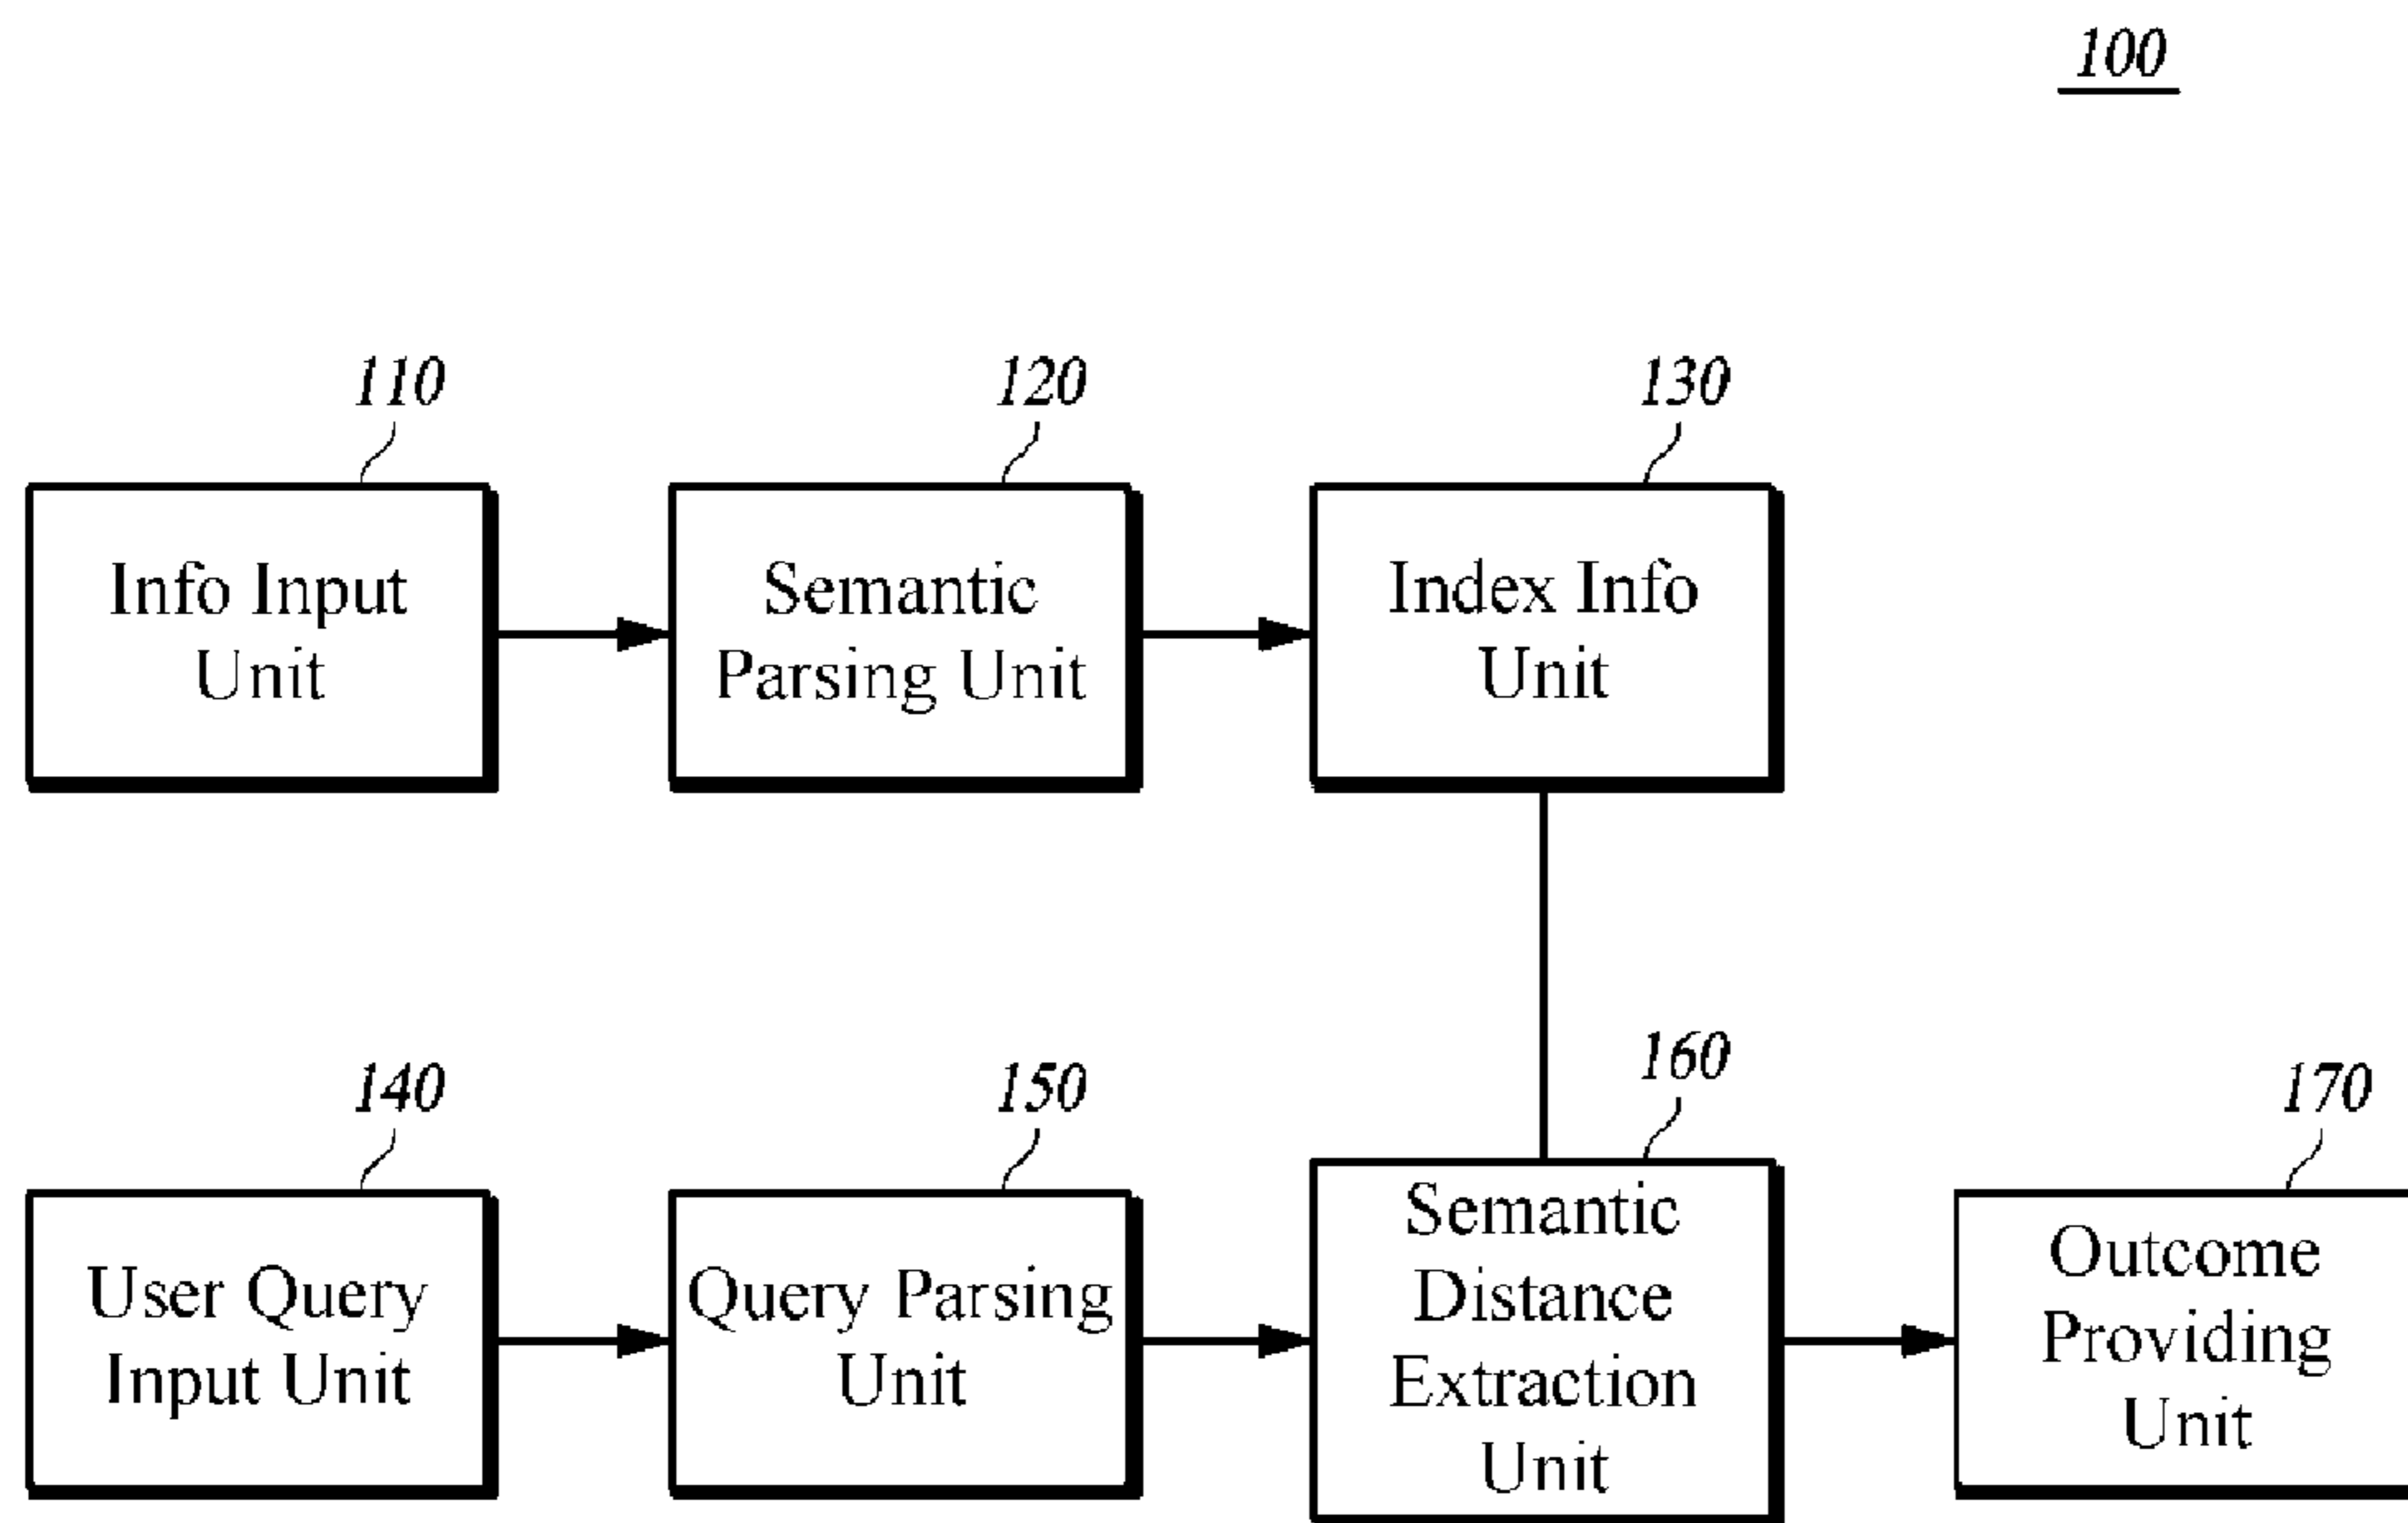 100
110
120
130
Info Input
Unit
Semantic
Parsing Unit
Index Info
Unit
140
150
160
170
User Query
Input Unit
Query Parsing
Unit
Semantic
Distance
Extraction
Unit
Outcome
Providing
Unit